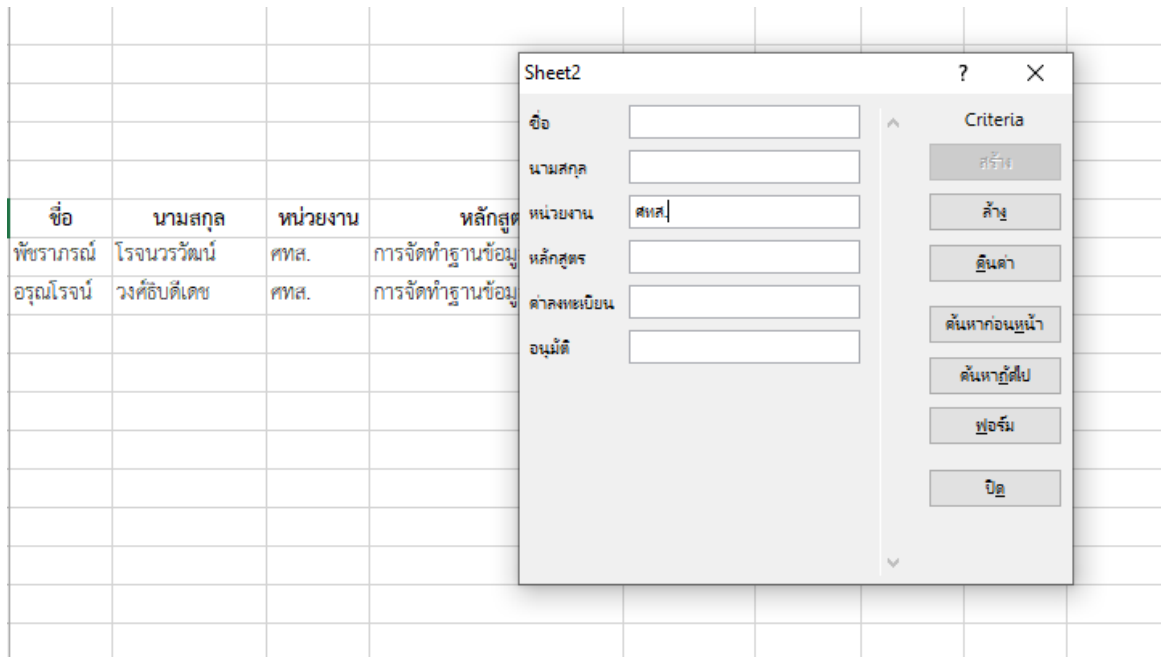 Sheet2
?
ชื่อ
นามสกุล
หน่วยงาน ศทส.
หลักสูตร
ค่าลงทะเบียน
อนุมัติ
Criteria
สร้าง
ล้าง
คืนค่า
ค้นหาก่อนหน้า
ค้นหาถัดไป
ฟอร์ม
ปิด
ชื่อ นามสกุล หน่วยงาน หลักสูต
พัชราภรณ์ โรจนวรวัฒน์ ศทส. การจัดทำฐานข้อมู
อรุณโรจน์ วงศ์ธิบดีเดช ศทส. การจัดทำฐานข้อมู